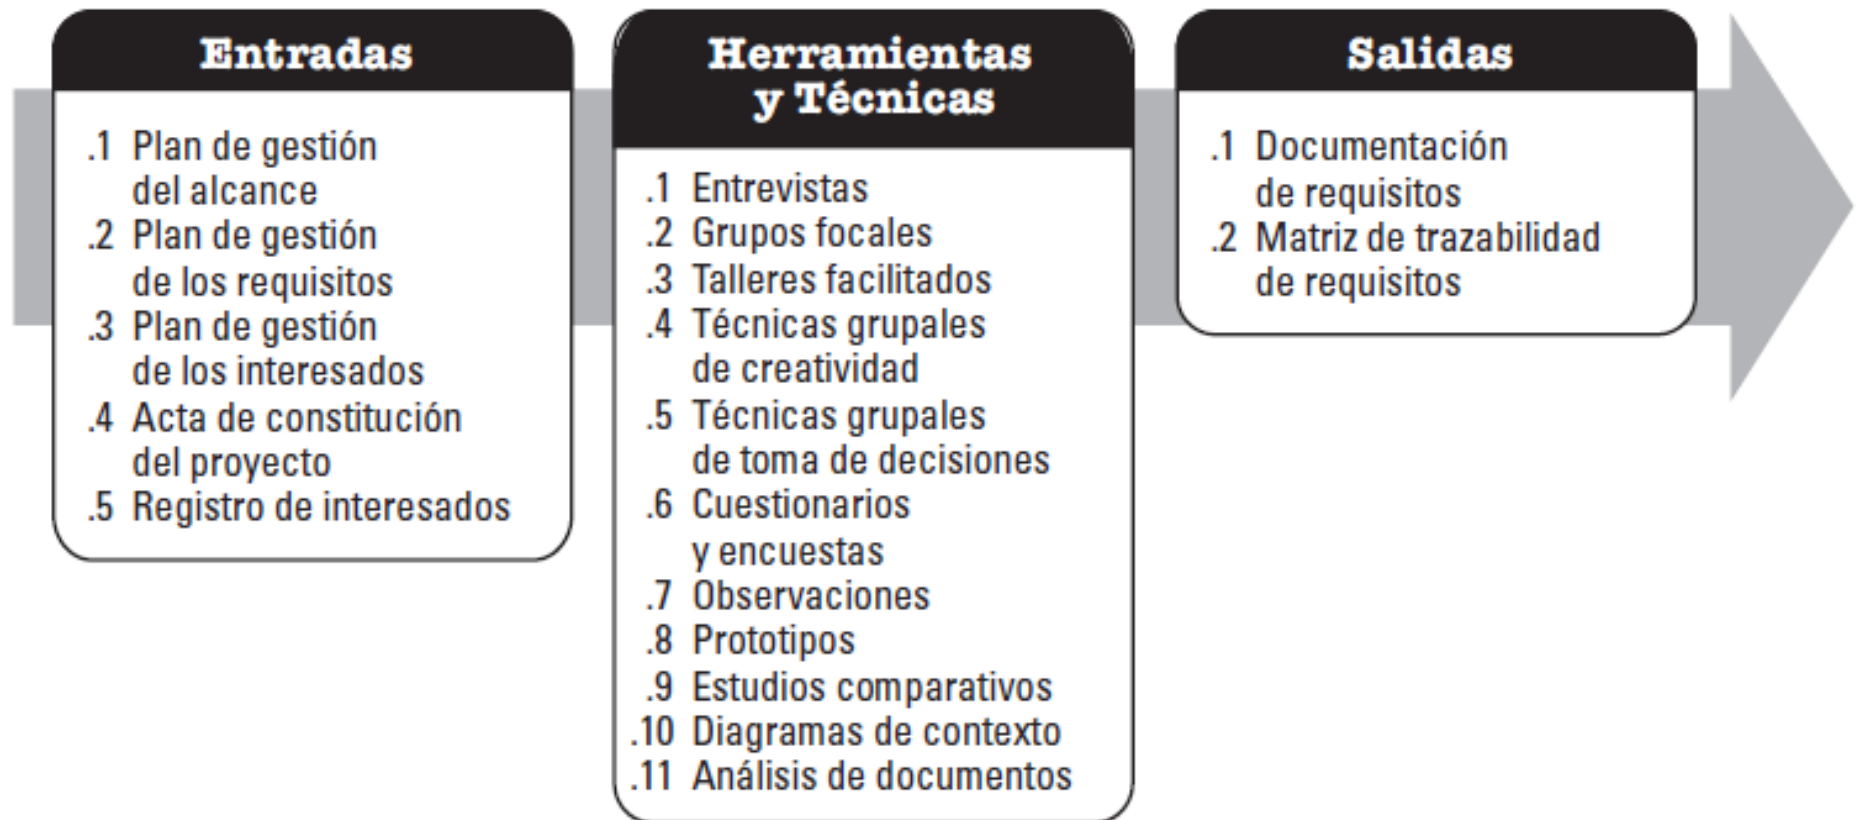 Entradas
.1 Plan de gestión
del alcance
.2 Plan de gestión
de los requisitos
.3 Plan de gestión
de los interesados
.4 Acta de constitución
del proyecto
.5 Registro de interesados
Herramientas
y Técnicas
.1 Entrevistas
.2 Grupos focales
.3 Talleres facilitados
.4 Técnicas grupales
de creatividad
.5 Técnicas grupales
de toma de decisiones
.6 Cuestionarios
y encuestas
.7 Observaciones
.8 Prototipos
.9 Estudios comparativos
.10 Diagramas de contexto
.11 Análisis de documentos
Salidas
.1 Documentación
de requisitos
.2 Matriz de trazabilidad
de requisitos